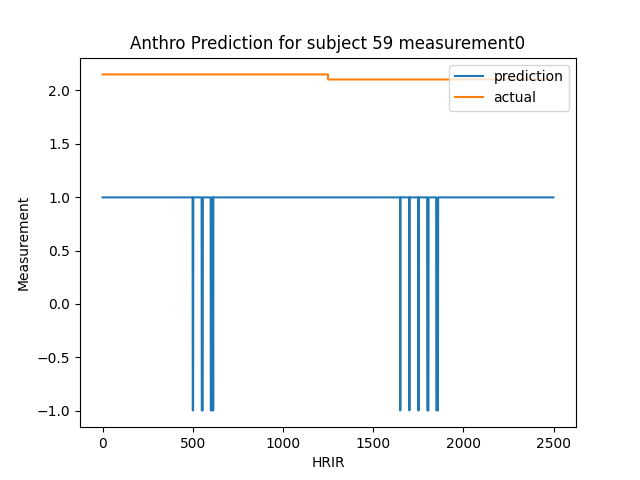 Anthro Prediction for subject 59 measurement0
prediction
actual
2.0
1.5
1.0
0.5
0.0
−0.5
−1.0
Measurement
0 500 1000 1500 2000 2500
HRIR